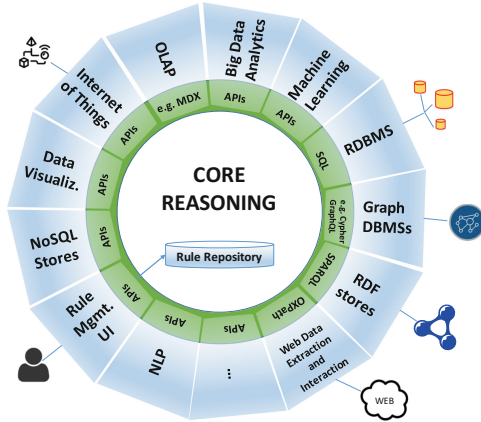 CORE
REASONING
Rule Repository
OLAP
e.g. MDX
Big Data
Analytics
APIs
Machine
Learning
APIs
RDBMS
SQL
Graph
DBMSs
e.g. Cypher
GraphQL
RDF
stores
SPARQL
Web Data
Extraction
and
Interaction
OXPath
WEB
...
APIs
NLP
APIs
Rule
Mgmt.
UI
APIs
NoSQL
Stores
APIs
Data
Visualiz.
APIs
Internet
of Things
APIs